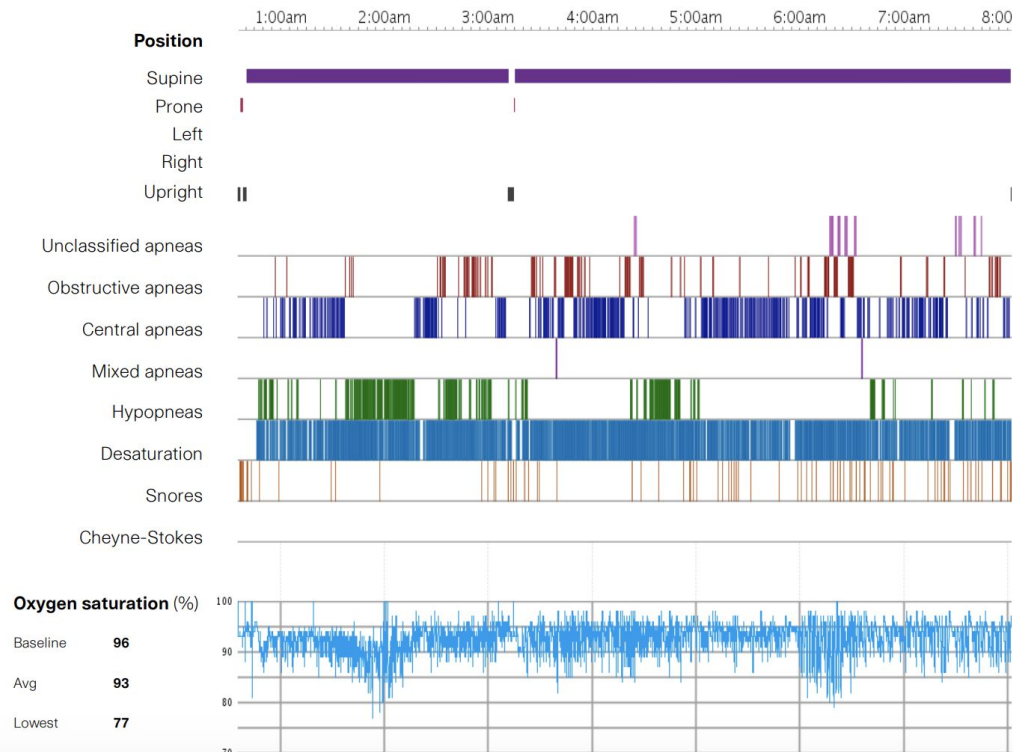 1:00am 2:00am 3:00am 4:00am 5:00am 6:00am 7:00am 8:00
Position
Supine
Prone
Left
Right
Upright
Unclassified apneas
Obstructive apneas
Central apneas
Mixed apneas
Hypopneas
Desaturation
Snores
Cheyne-Stokes
Oxygen saturation (%) 100
Baseline 96
90
Avg 93
80
Lowest 77
70